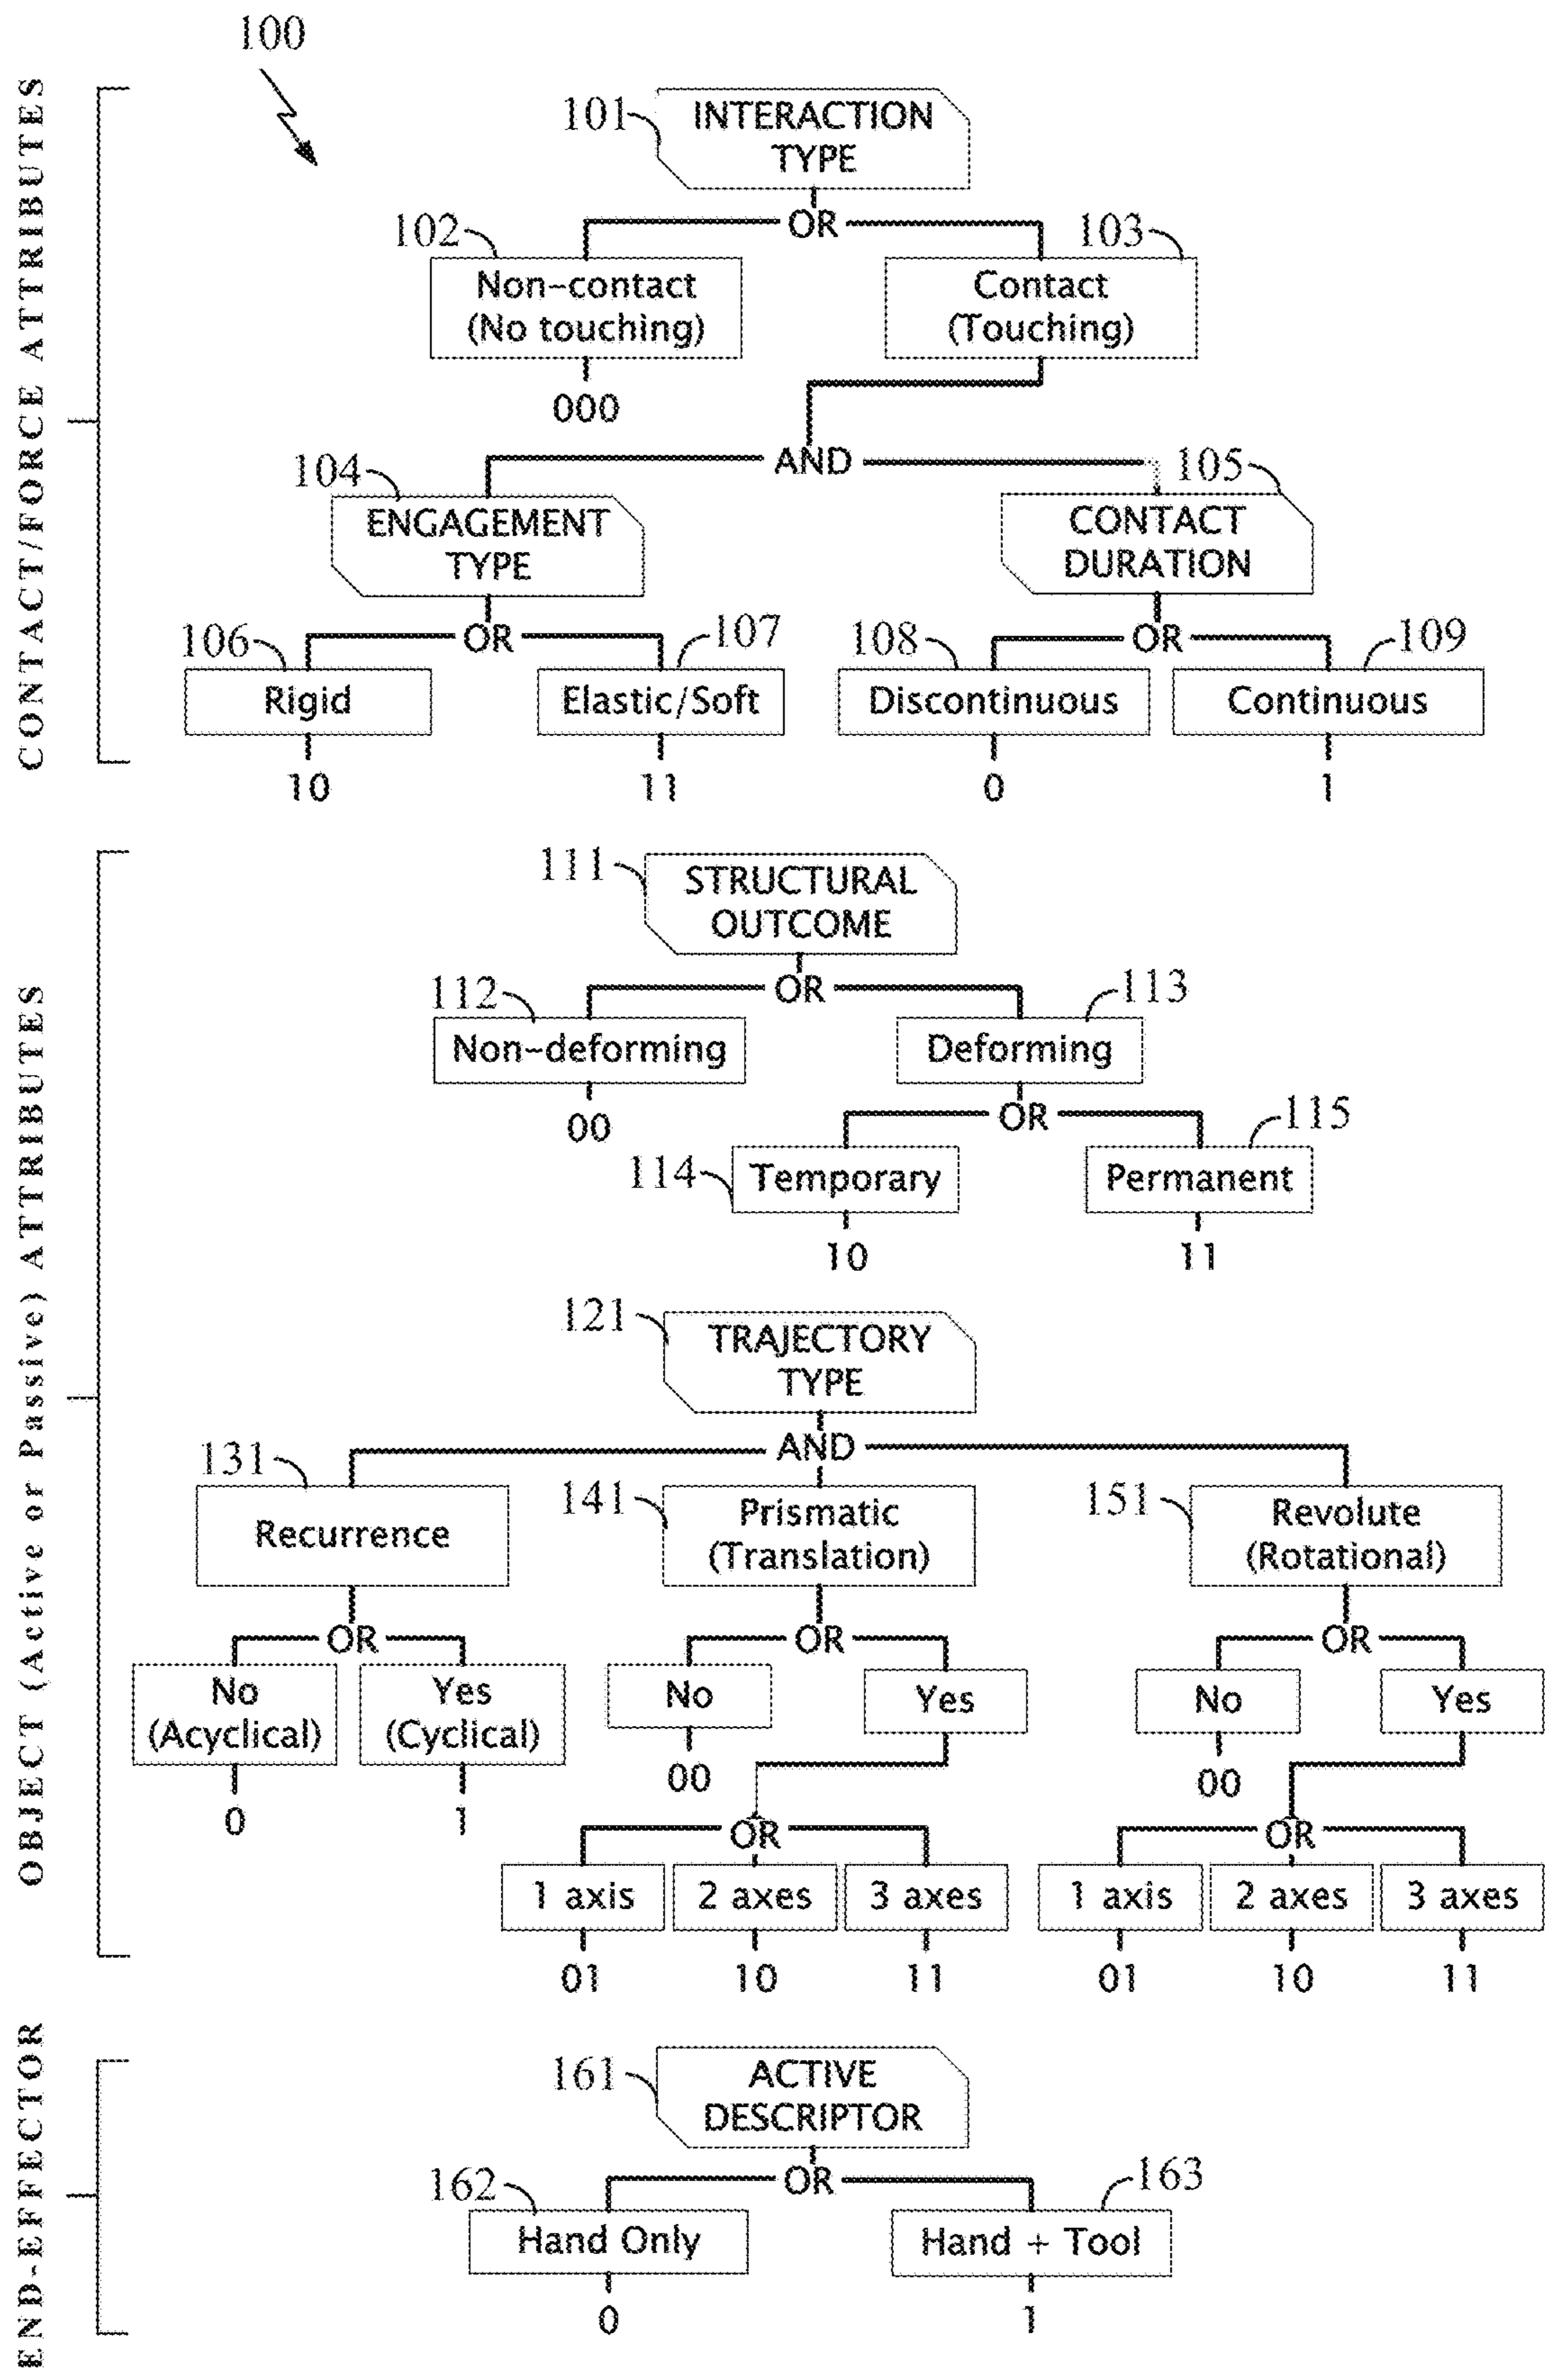 100
CONTACT/FORCE ATTRIBUTES
101
INTERACTION
TYPE
OR
102
103
Non-contact
(No touching)
Contact
(Touching)
000
AND
104
105
ENGAGEMENT
TYPE
CONTACT
DURATION
OR
OR
106
107
108
109
Rigid
Elastic/Soft
Discontinuous
Continuous
10
11
0
1
OBJECT (Active or Passive) ATTRIBUTES
111
STRUCTURAL
OUTCOME
OR
112
113
Non-deforming
Deforming
00
OR
114
115
Temporary
Permanent
10
11
121
TRAJECTORY
TYPE
AND
131
141
151
Recurrence
Prismatic
(Translation)
Revolute
(Rotational)
OR
OR
OR
No
(Acyclical)
Yes
(Cyclical)
No
Yes
No
Yes
0
1
00
00
OR
OR
1 axis
2 axes
3 axes
1 axis
2 axes
3 axes
01
10
11
01
10
11
END-EFFECTOR
161
ACTIVE
DESCRIPTOR
OR
162
163
Hand Only
Hand + Tool
0
1